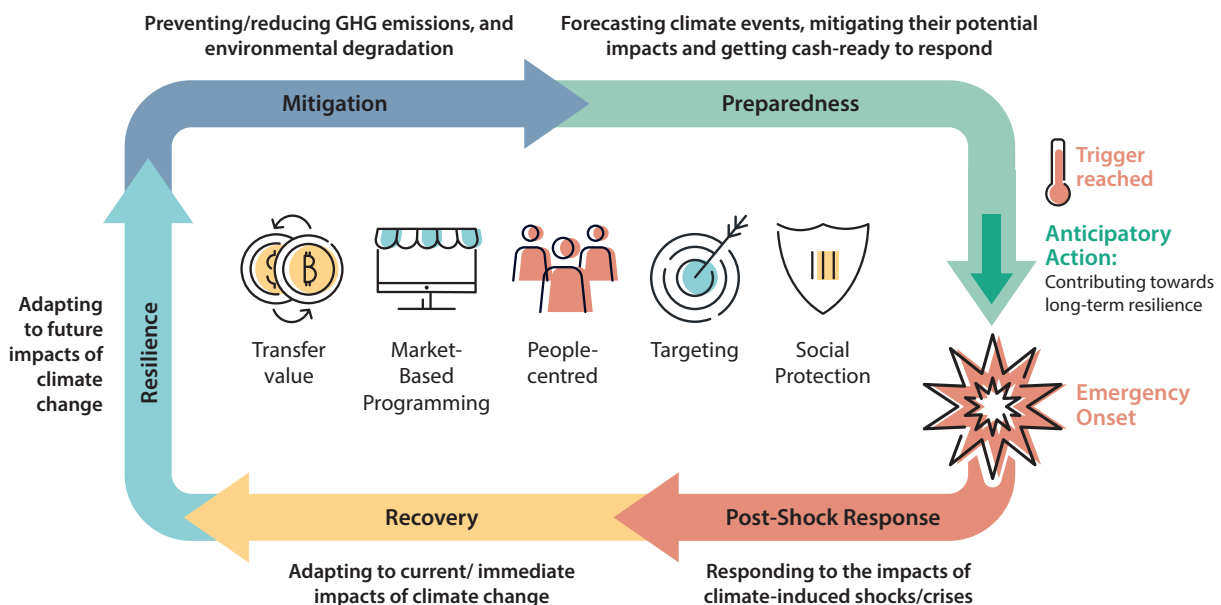 Preventing/reducing GHG emissions, and
environmental degradation
Forecasting climate events, mitigating their potential
impacts and getting cash-ready to respond
Mitigation
Preparedness
Trigger
reached
Anticipatory
Action:
Contributing towards
long-term resilience
Adapting
to future
impacts of
climate
change
Resilience
Transfer
value
Market-
Based
Programming
People-
centred
Targeting
Social
Protection
Emergency
Onset
Recovery
Post-Shock Response
Adapting to current/ immediate
impacts of climate change
Responding to the impacts of
climate-induced shocks/crises